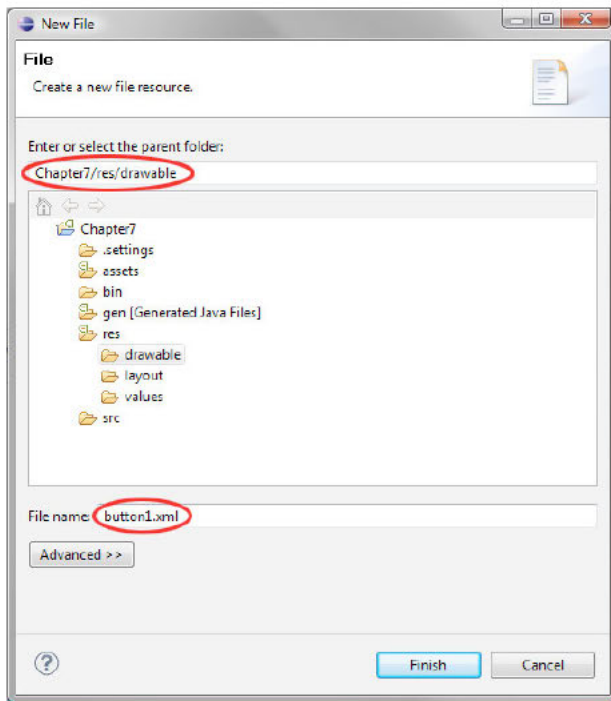 New File
File
Create a new file resource.
Enter or select the parent folder:
Chapter7/res/drawable
Chapter7
.settings
assets
bin
gen [Generated Java Files]
res
drawable
layout
values
src
File name: button1.xml
Advanced >>
Finish
Cancel